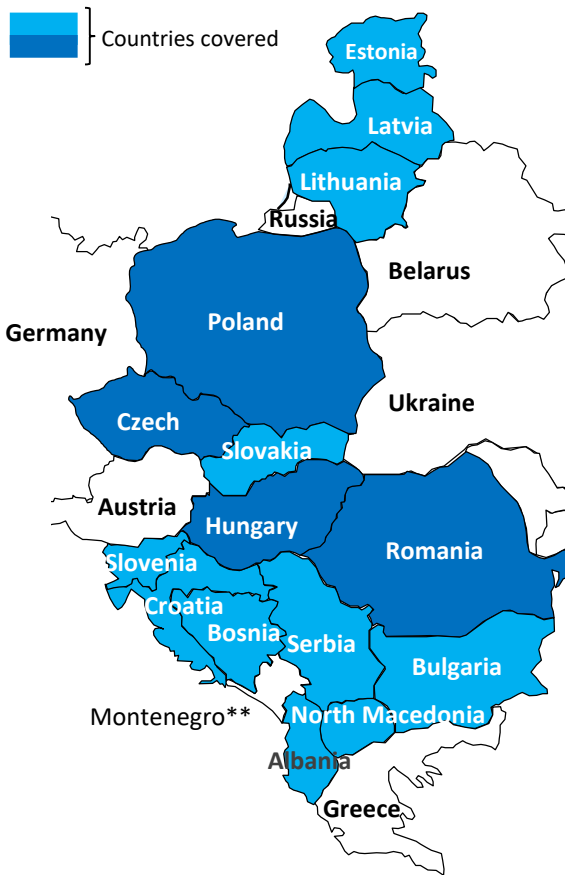 Countries covered
Estonia
Latvia
Lithuania
Russia
Belarus
Poland
Germany
Ukraine
Czech
Slovakia
Austria
Hungary
Romania
Slovenia
Croatia
Bosnia
Serbia
Bulgaria
Montenegro**
North Macedonia
Albania
Greece